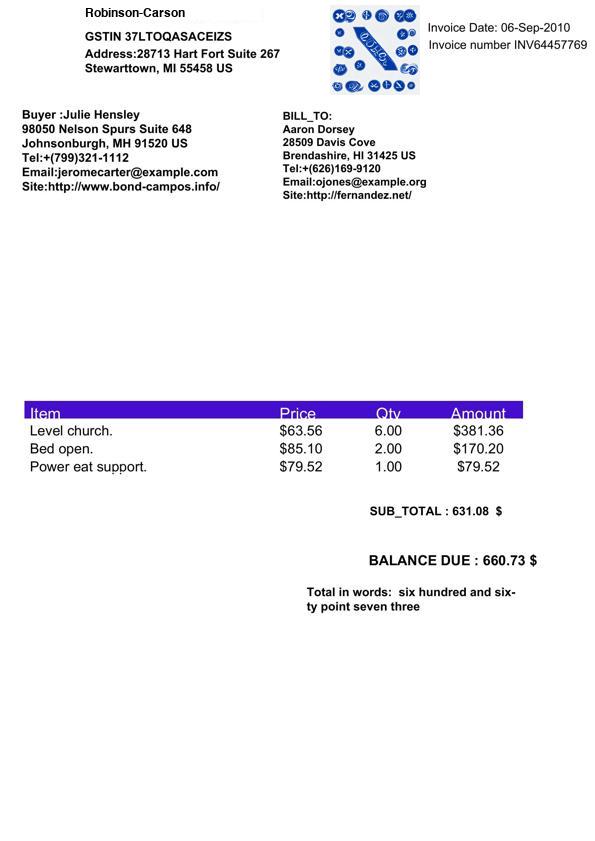 Robinson-Carson
GSTIN 37LTOQASACEIZS
Address:28713 Hart Fort Suite 267
Stewarttown, MI 55458 US
Invoice Date: 06-Sep-2010
Invoice number INV64457769
Buyer :Julie Hensley
98050 Nelson Spurs Suite 648
Johnsonburgh, MH 91520 US
Tel:+(799)321-1112
Email:jeromecarter@example.com
Site:http://www.bond-campos.info/
BILL_TO:
Aaron Dorsey
28509 Davis Cove
Brendashire, HI 31425 US
Tel:+(626)169-9120
Email:ojones@example.org
Site:http://fernandez.net/
Item Price Qty Amount
Level church. $63.56 6.00 $381.36
Bed open. $85.10 2.00 $170.20
Power eat support. $79.52 1.00 $79.52
SUB_TOTAL : 631.08 $
BALANCE DUE : 660.73 $
Total in words: six hundred and six-
ty point seven three